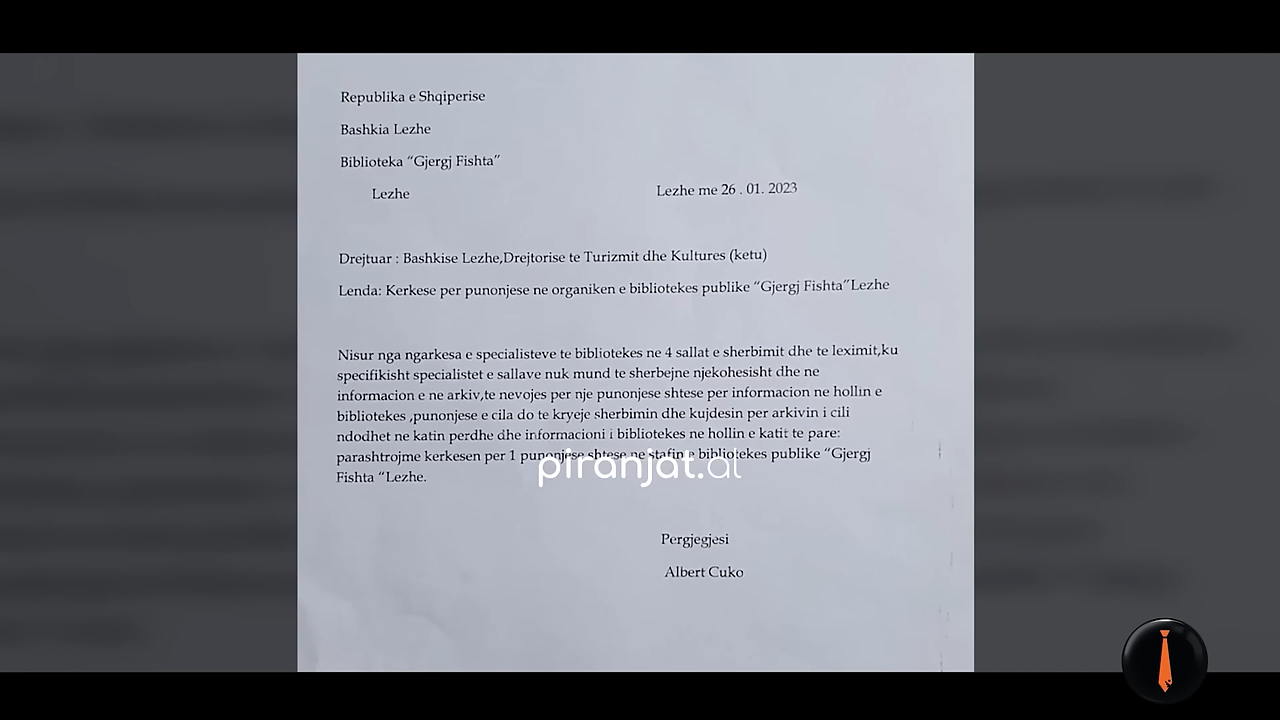 Republika e Shqiperise
Bashkia Lezhe
Biblioteka “Gjergj Fishta”
Lezhe
Lezhe me 26 . 01. 2023
Drejtuar : Bashkise Lezhe,Drejtorise te Turizmit dhe Kultures (ketu)
Lenda: Kerkese per punonjese ne organiken e bibliotekes publike “Gjergj Fishta”Lezhe
Nisur nga ngarkesa e specialisteve te bibliotekes ne 4 sallat e sherbimit dhe te leximit,ku
specifikisht specialistet e sallave nuk mund te sherbejne njekohesisht dhe ne
informacion e ne arkiv,te nevojes per nje punonjese shtese per informacion ne hollin e
bibliotekes ,punonjese e cila do te kryeje sherbimin dhe kujdesin per arkivin i cili
ndodhet ne katin perdhe dhe informacioni i bibliotekes ne hollin e katit te pare:
parashtrojme kerkesen per 1 punonjese shtese ne stafin e bibliotekes publike “Gjergj
piranjat.al
Fishta “Lezhe.
Pergjegjesi
Albert Cuko